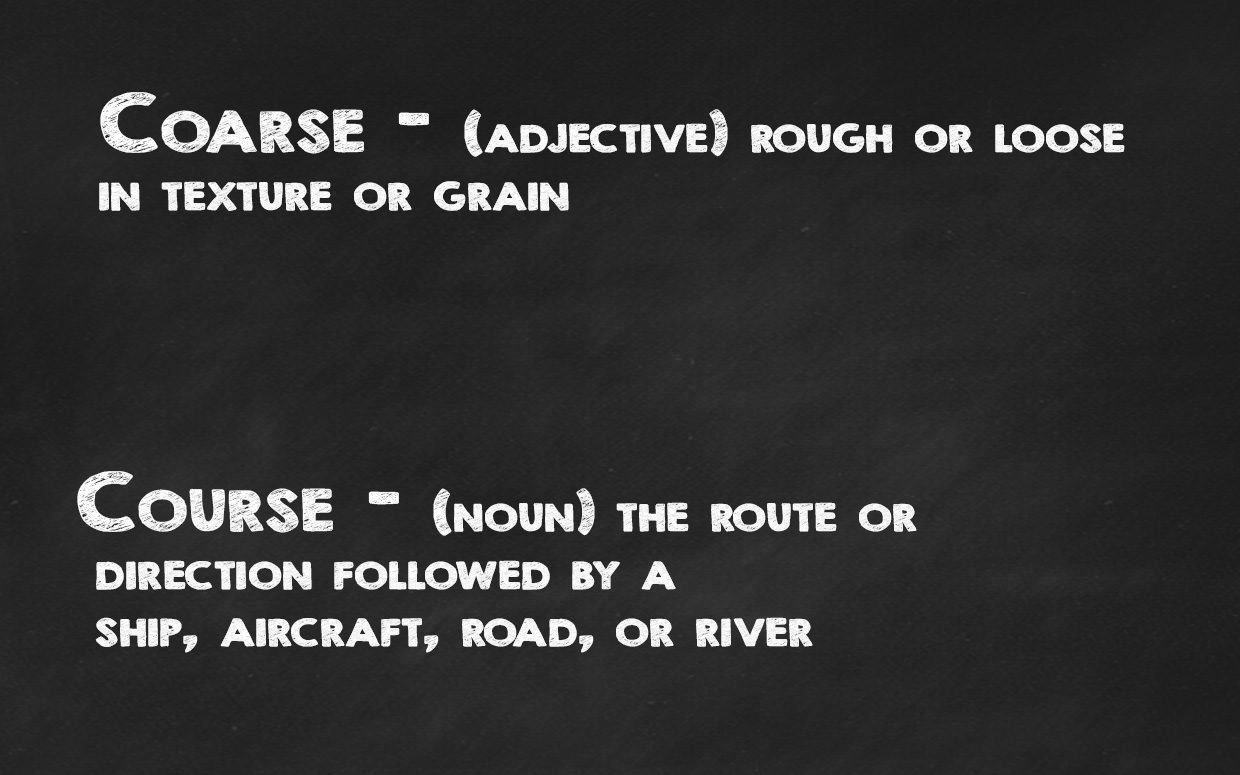 Coarse - (adjective) rough or loose
in texture or grain
Course - (noun) the route or
direction followed by a
ship, aircraft, road, or river